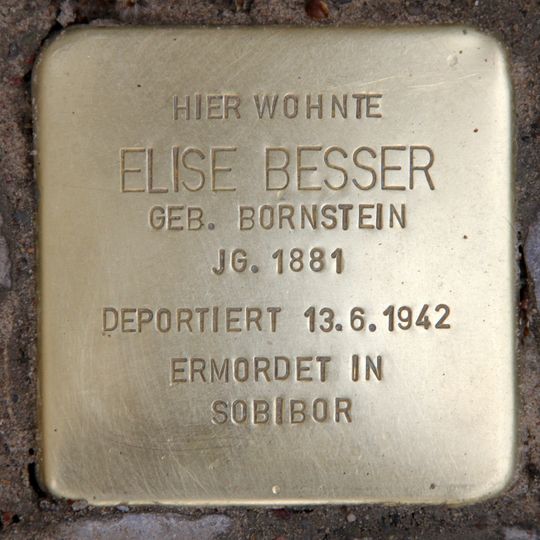 HIER WOHNTE
ELISE BESSER
GEB. BORNSTEIN
JG. 1881
DEPORTIERT 13.6.1942
ERMORDET IN
SOBIBOR